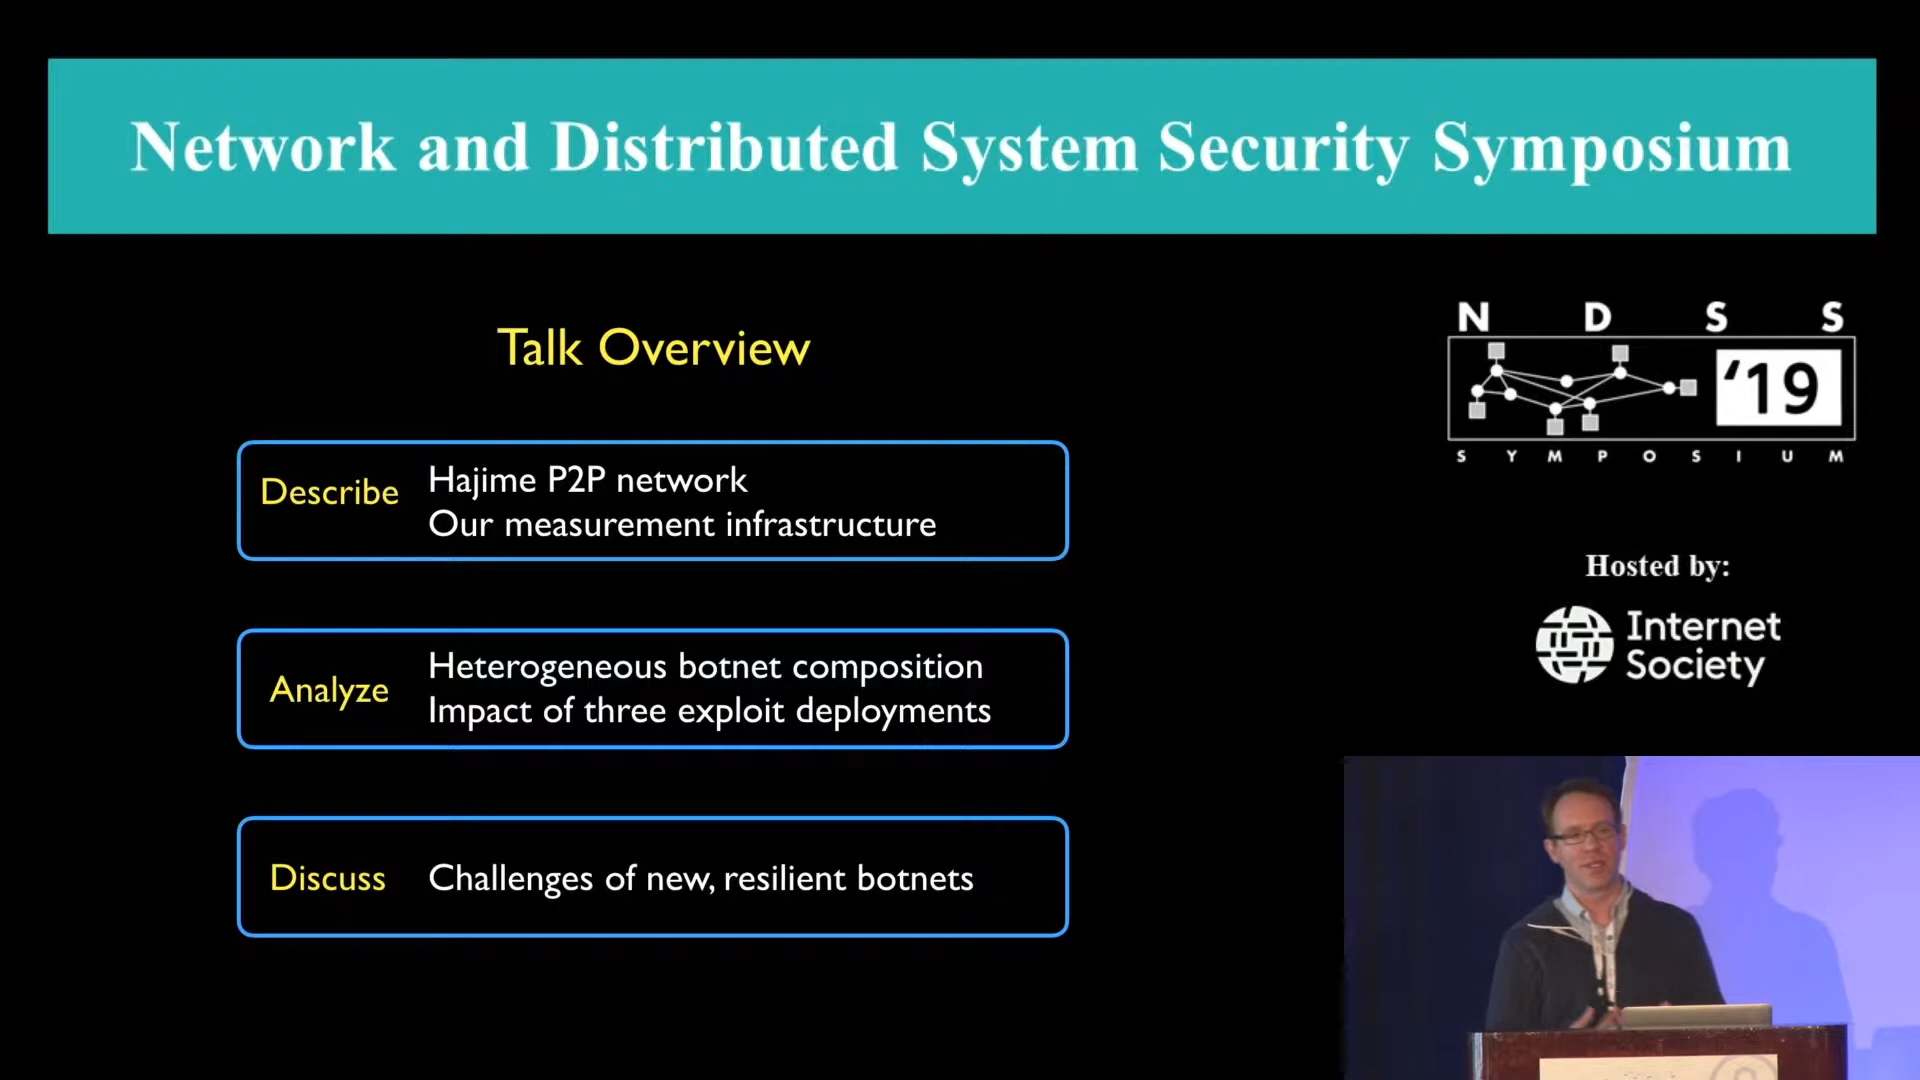 Network and Distributed System Security Symposium
Talk Overview
Describe
Hajime P2P network
Our measurement infrastructure
Analyze
Heterogeneous botnet composition
Impact of three exploit deployments
Discuss
Challenges of new, resilient botnets
N D S S
'19
S Y M P O S I U M
Hosted by:
Internet
Society